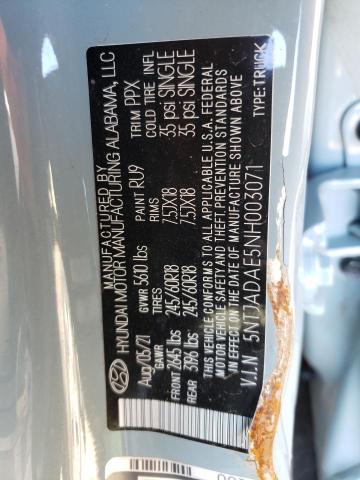 MANUFACTURED BY
HYUNDAI MOTOR MANUFACTURING ALABAMA, LLC
Aug/05/21 GVWR 5610 lbs PAINT RU9 TRIM PPX
TIRES RIMS COLD TIRE INFL
FRONT 2645 lbs 245/60R18 7.5JX18 35 psi SINGLE
REAR 3296 lbs 245/60R18 7.5JX18 35 psi SINGLE
THIS VEHICLE CONFORMS TO ALL APPLICABLE U.S.A. FEDERAL
MOTOR VEHICLE SAFETY AND THEFT PREVENTION STANDARDS
IN EFFECT ON THE DATE OF MANUFACTURE SHOWN ABOVE
V.I.N 5NTJADAE5NH003071 TYPE:TRUCK